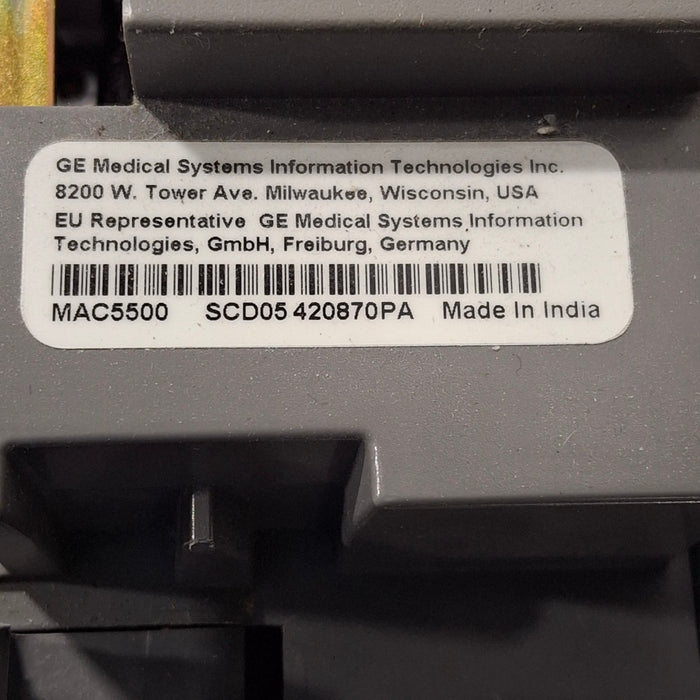 GE Medical Systems Information Technologies Inc.
8200 W. Tower Ave. Milwaukee, Wisconsin, USA
EU Representative GE Medical Systems Information
Technologies, GmbH, Freiburg, Germany
MAC5500 SCD05 420870PA Made In India